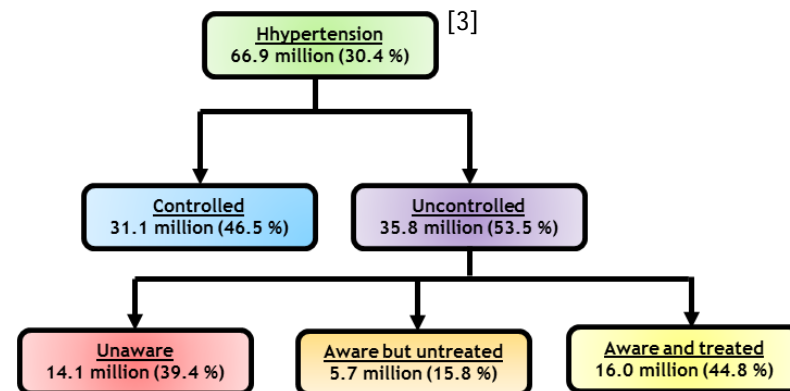 Hhypertension
66.9 million (30.4 %)
[3]
Controlled
31.1 million (46.5 %)
Uncontrolled
35.8 million (53.5 %)
Unaware
14.1 million (39.4 %)
Aware but untreated
5.7 million (15.8 %)
Aware and treated
16.0 million (44.8 %)